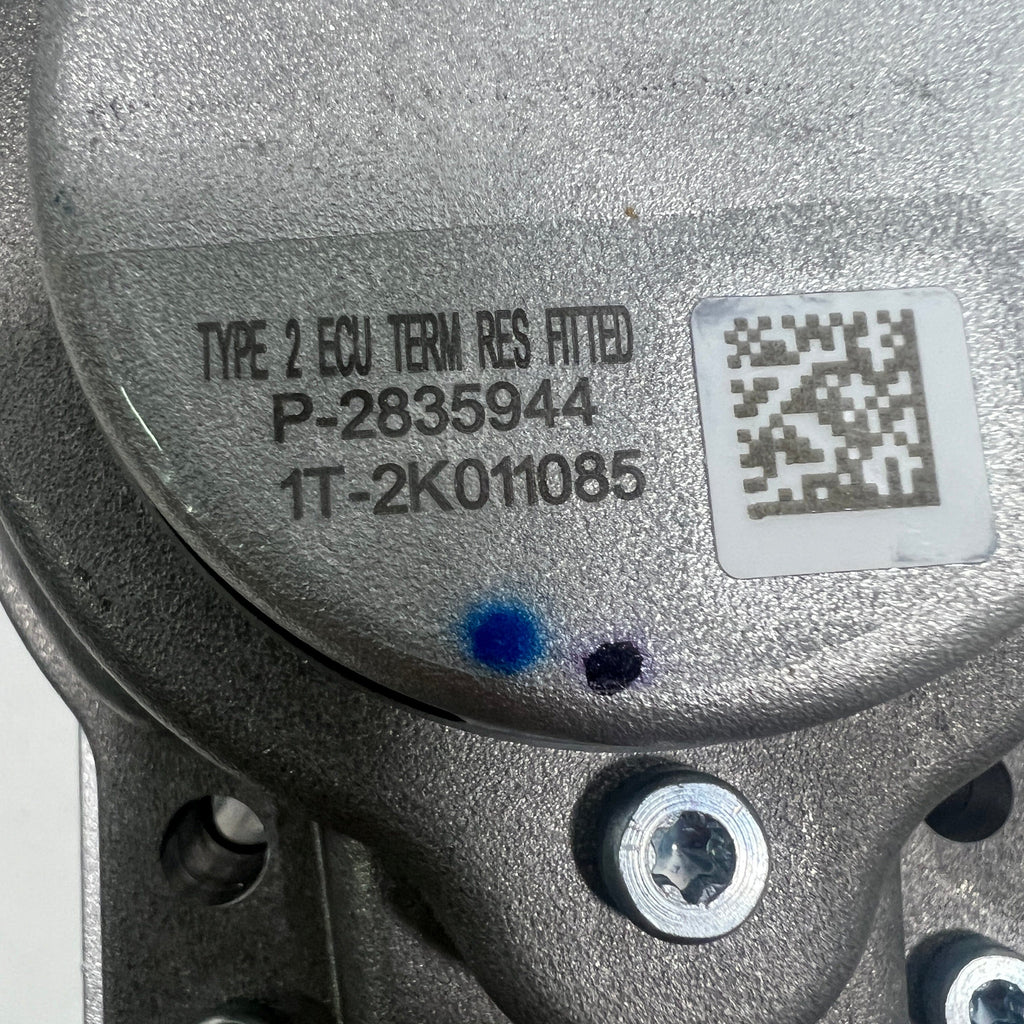 TYPE 2 ECU TERM RES FITTED
P-2835944
1T-2K011085